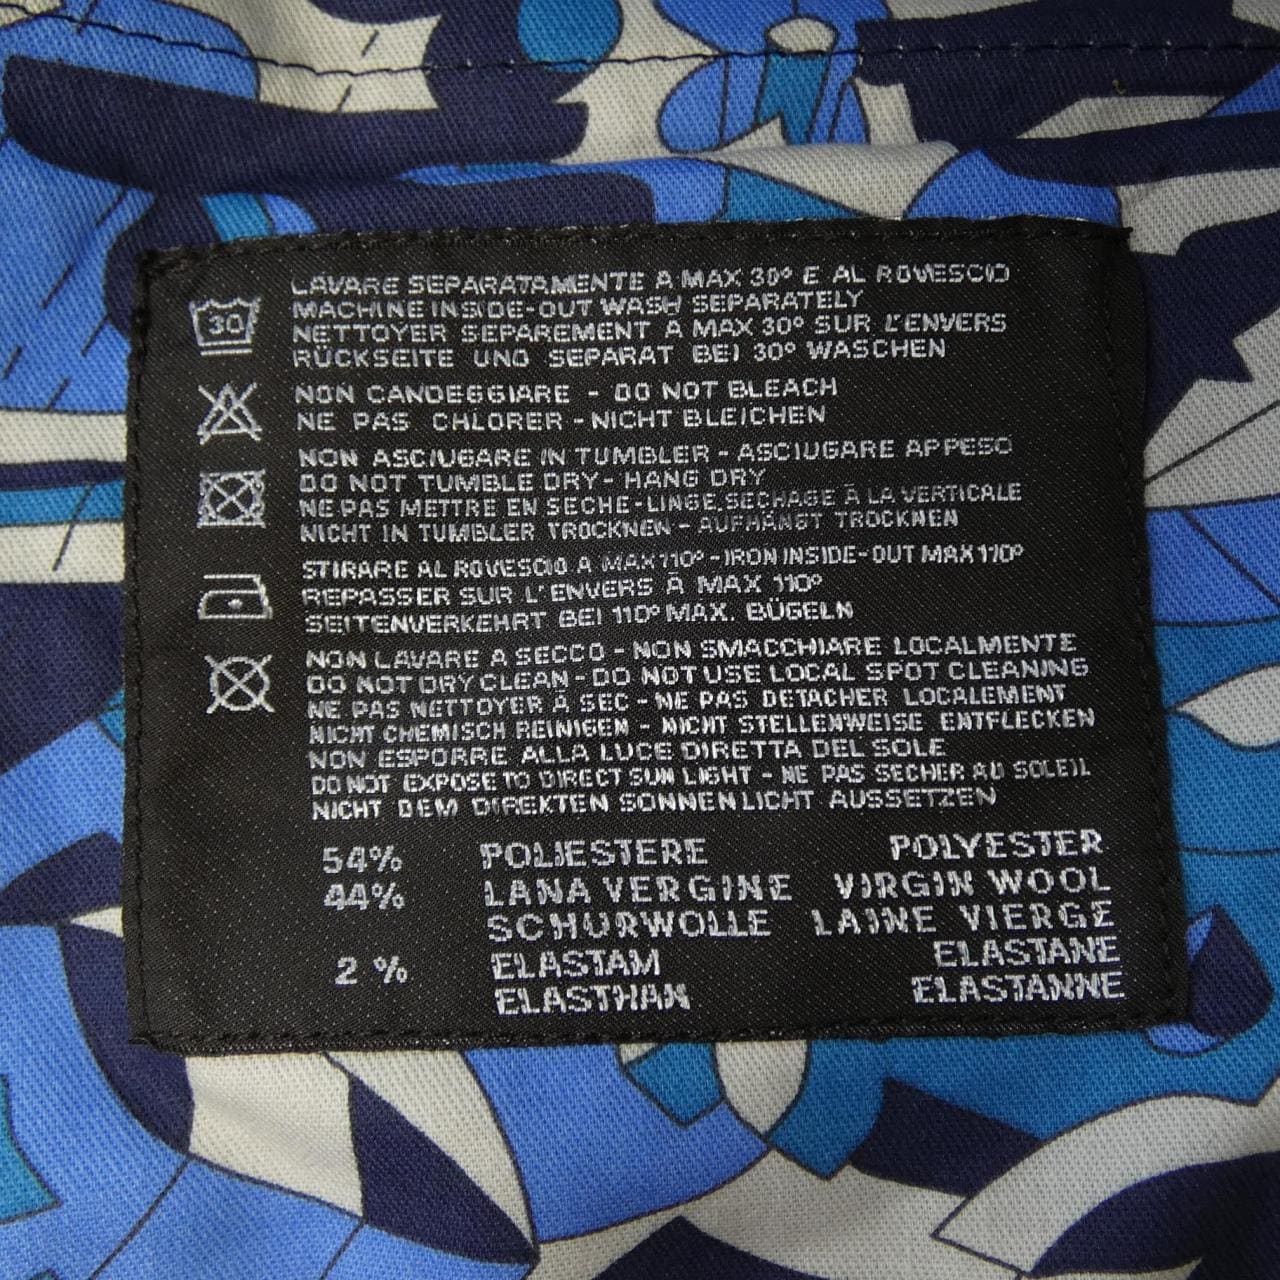 30
LAVARE SEPARATAMENTE A MAX 30° E AL ROVESCIO
MACHINE INSIDE-OUT WASH SEPARATELY
NETTOYER SEPAREMENT A MAX 30° SUR L'ENVERS
RÜCKSEITE UND SEPARAT BEI 30° WASCHEN
NON CANDEGGIARE - DO NOT BLEACH
NE PAS CHLORER - NICHT BLEICHEN
NON ASCIUGARE IN TUMBLER - ASCIUGARE APPESO
DO NOT TUMBLE DRY - HANG DRY
NE PAS METTRE EN SECHE-LINGE, SECHAGE À LA VERTICALE
NICHT IN TUMBLER TROCKNEN - AUFHÄNGT TROCKNEN
STIRARE AL ROVESCIO A MAX 110° - IRON INSIDE-OUT MAX 110°
REPASSER SUR L'ENVERS À MAX 110°
SEITENVERKEHRT BEI 110° MAX. BÜGELN
NON LAVARE A SECCO - NON SMACCHIARE LOCALMENTE
DO NOT DRY CLEAN - DO NOT USE LOCAL SPOT CLEANING
NE PAS NETTOYER À SEC - NE PAS DETACHER LOCALEMENT
NICHT CHEMISCH REINIGEN - NICHT STELLENWEISE ENTFLECKEN
NON ESPORRE ALLA LUCE DIRETTA DEL SOLE
DO NOT EXPOSE TO DIRECT SUN LIGHT - NE PAS SECHER AU SOLEIL
NICHT DEM DIREKTEN SONNENLICHT AUSSETZEN
54% POLIESTERE POLYESTER
44% LANA VERGINE VIRGIN WOOL
SCHURWOLLE LAINE VIERGE
2 % ELASTAM ELASTANE
ELASTHAN ELASTANNE